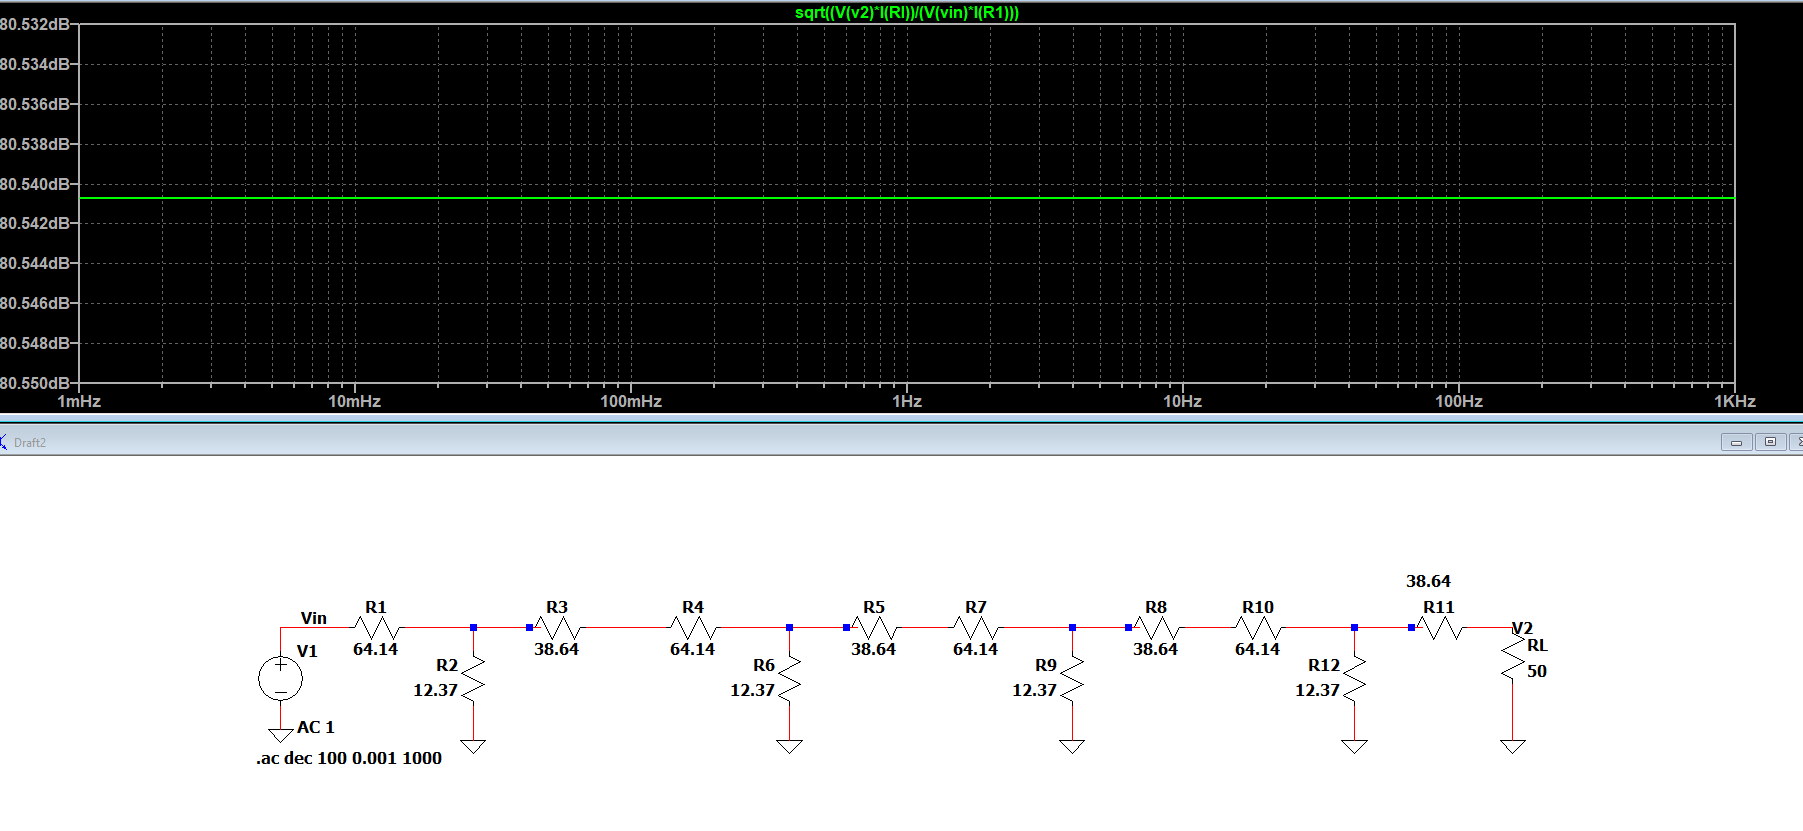 sqrt((V(v2)*I(Rl))/(V(vin)*I(R1)))
80.532dB
80.534dB
80.536dB
80.538dB
80.540dB
80.542dB
80.544dB
80.546dB
80.548dB
80.550dB
1mHz 10mHz 100mHz 1Hz 10Hz 100Hz 1KHz
Draft2
38.64
Vin R1 R3 R4 R5 R7 R8 R10 R11
V2
64.14 38.64 64.14 38.64 64.14 38.64 64.14
RL
V1 R2 R6 R9 R12
50
12.37 12.37 12.37 12.37
AC 1
.ac dec 100 0.001 1000